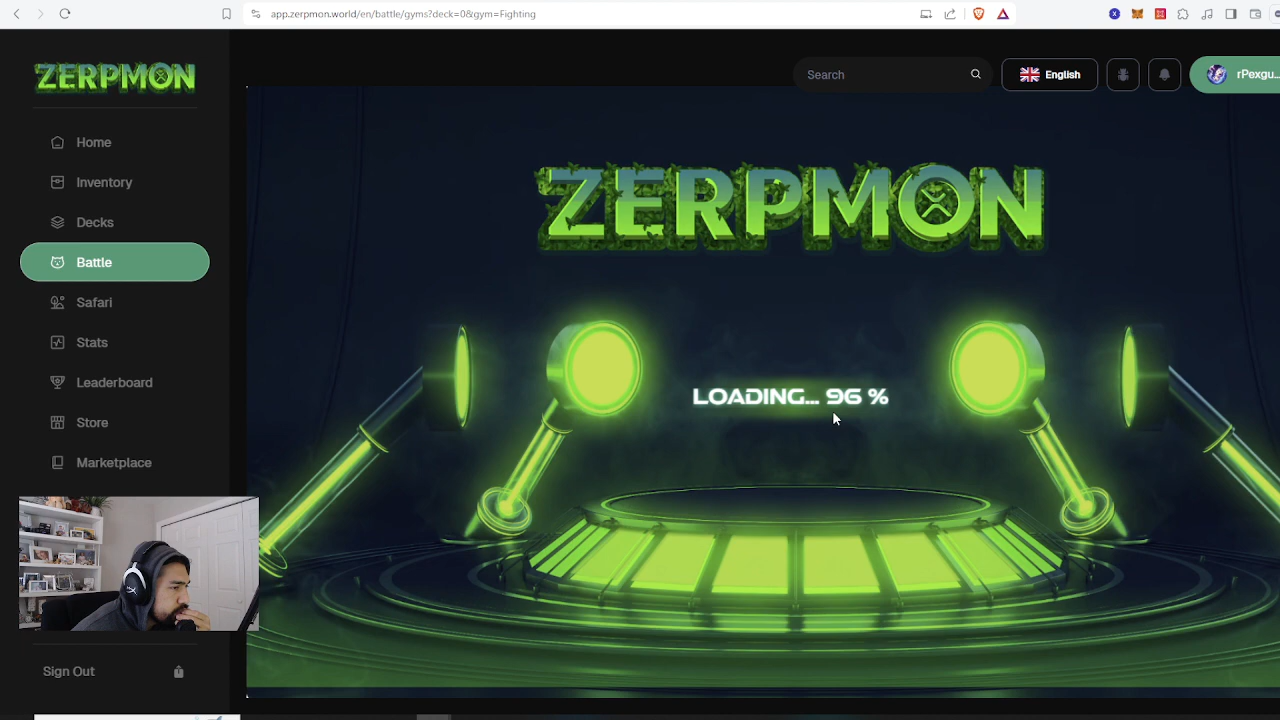 app.zerpmon.world/en/battle/gyms?deck=0&gym=Fighting
ZERPMON
Search
English
rPexgu...
Home
Inventory
Decks
Battle
Safari
Stats
Leaderboard
Store
Marketplace
Sign Out
ZERPMON
LOADING... 96 %